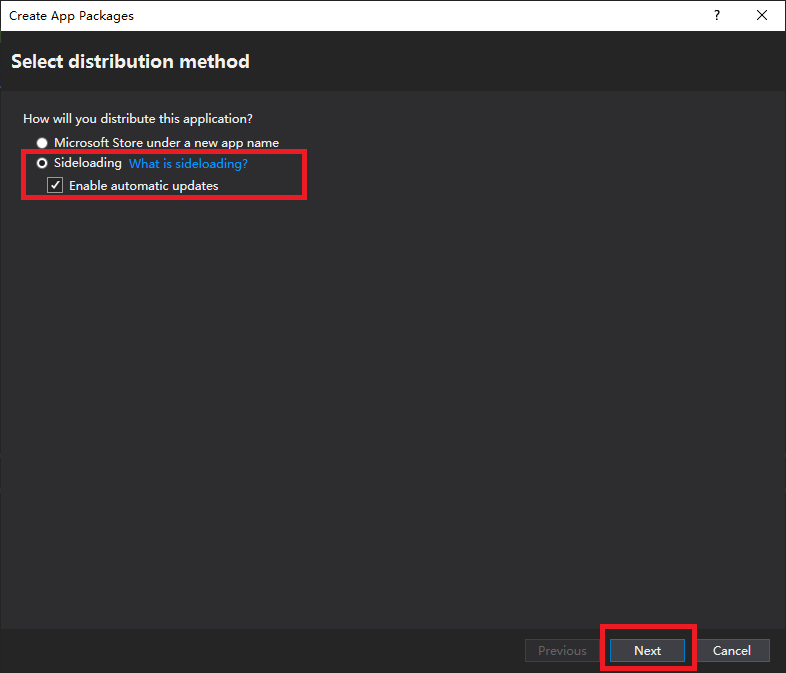 Create App Packages
?
Select distribution method
How will you distribute this application?
Microsoft Store under a new app name
Sideloading What is sideloading?
Enable automatic updates
Previous Next Cancel